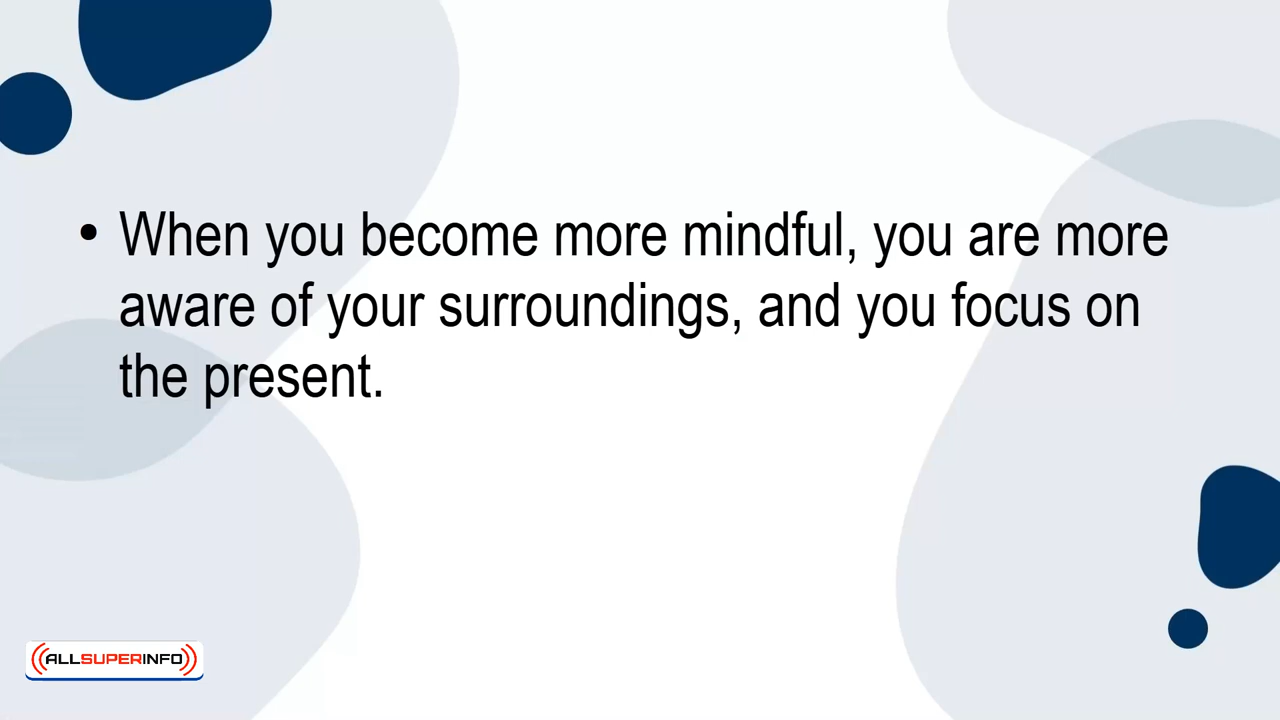 • When you become more mindful, you are more
aware of your surroundings, and you focus on
the present.
ALLSUPERINFO